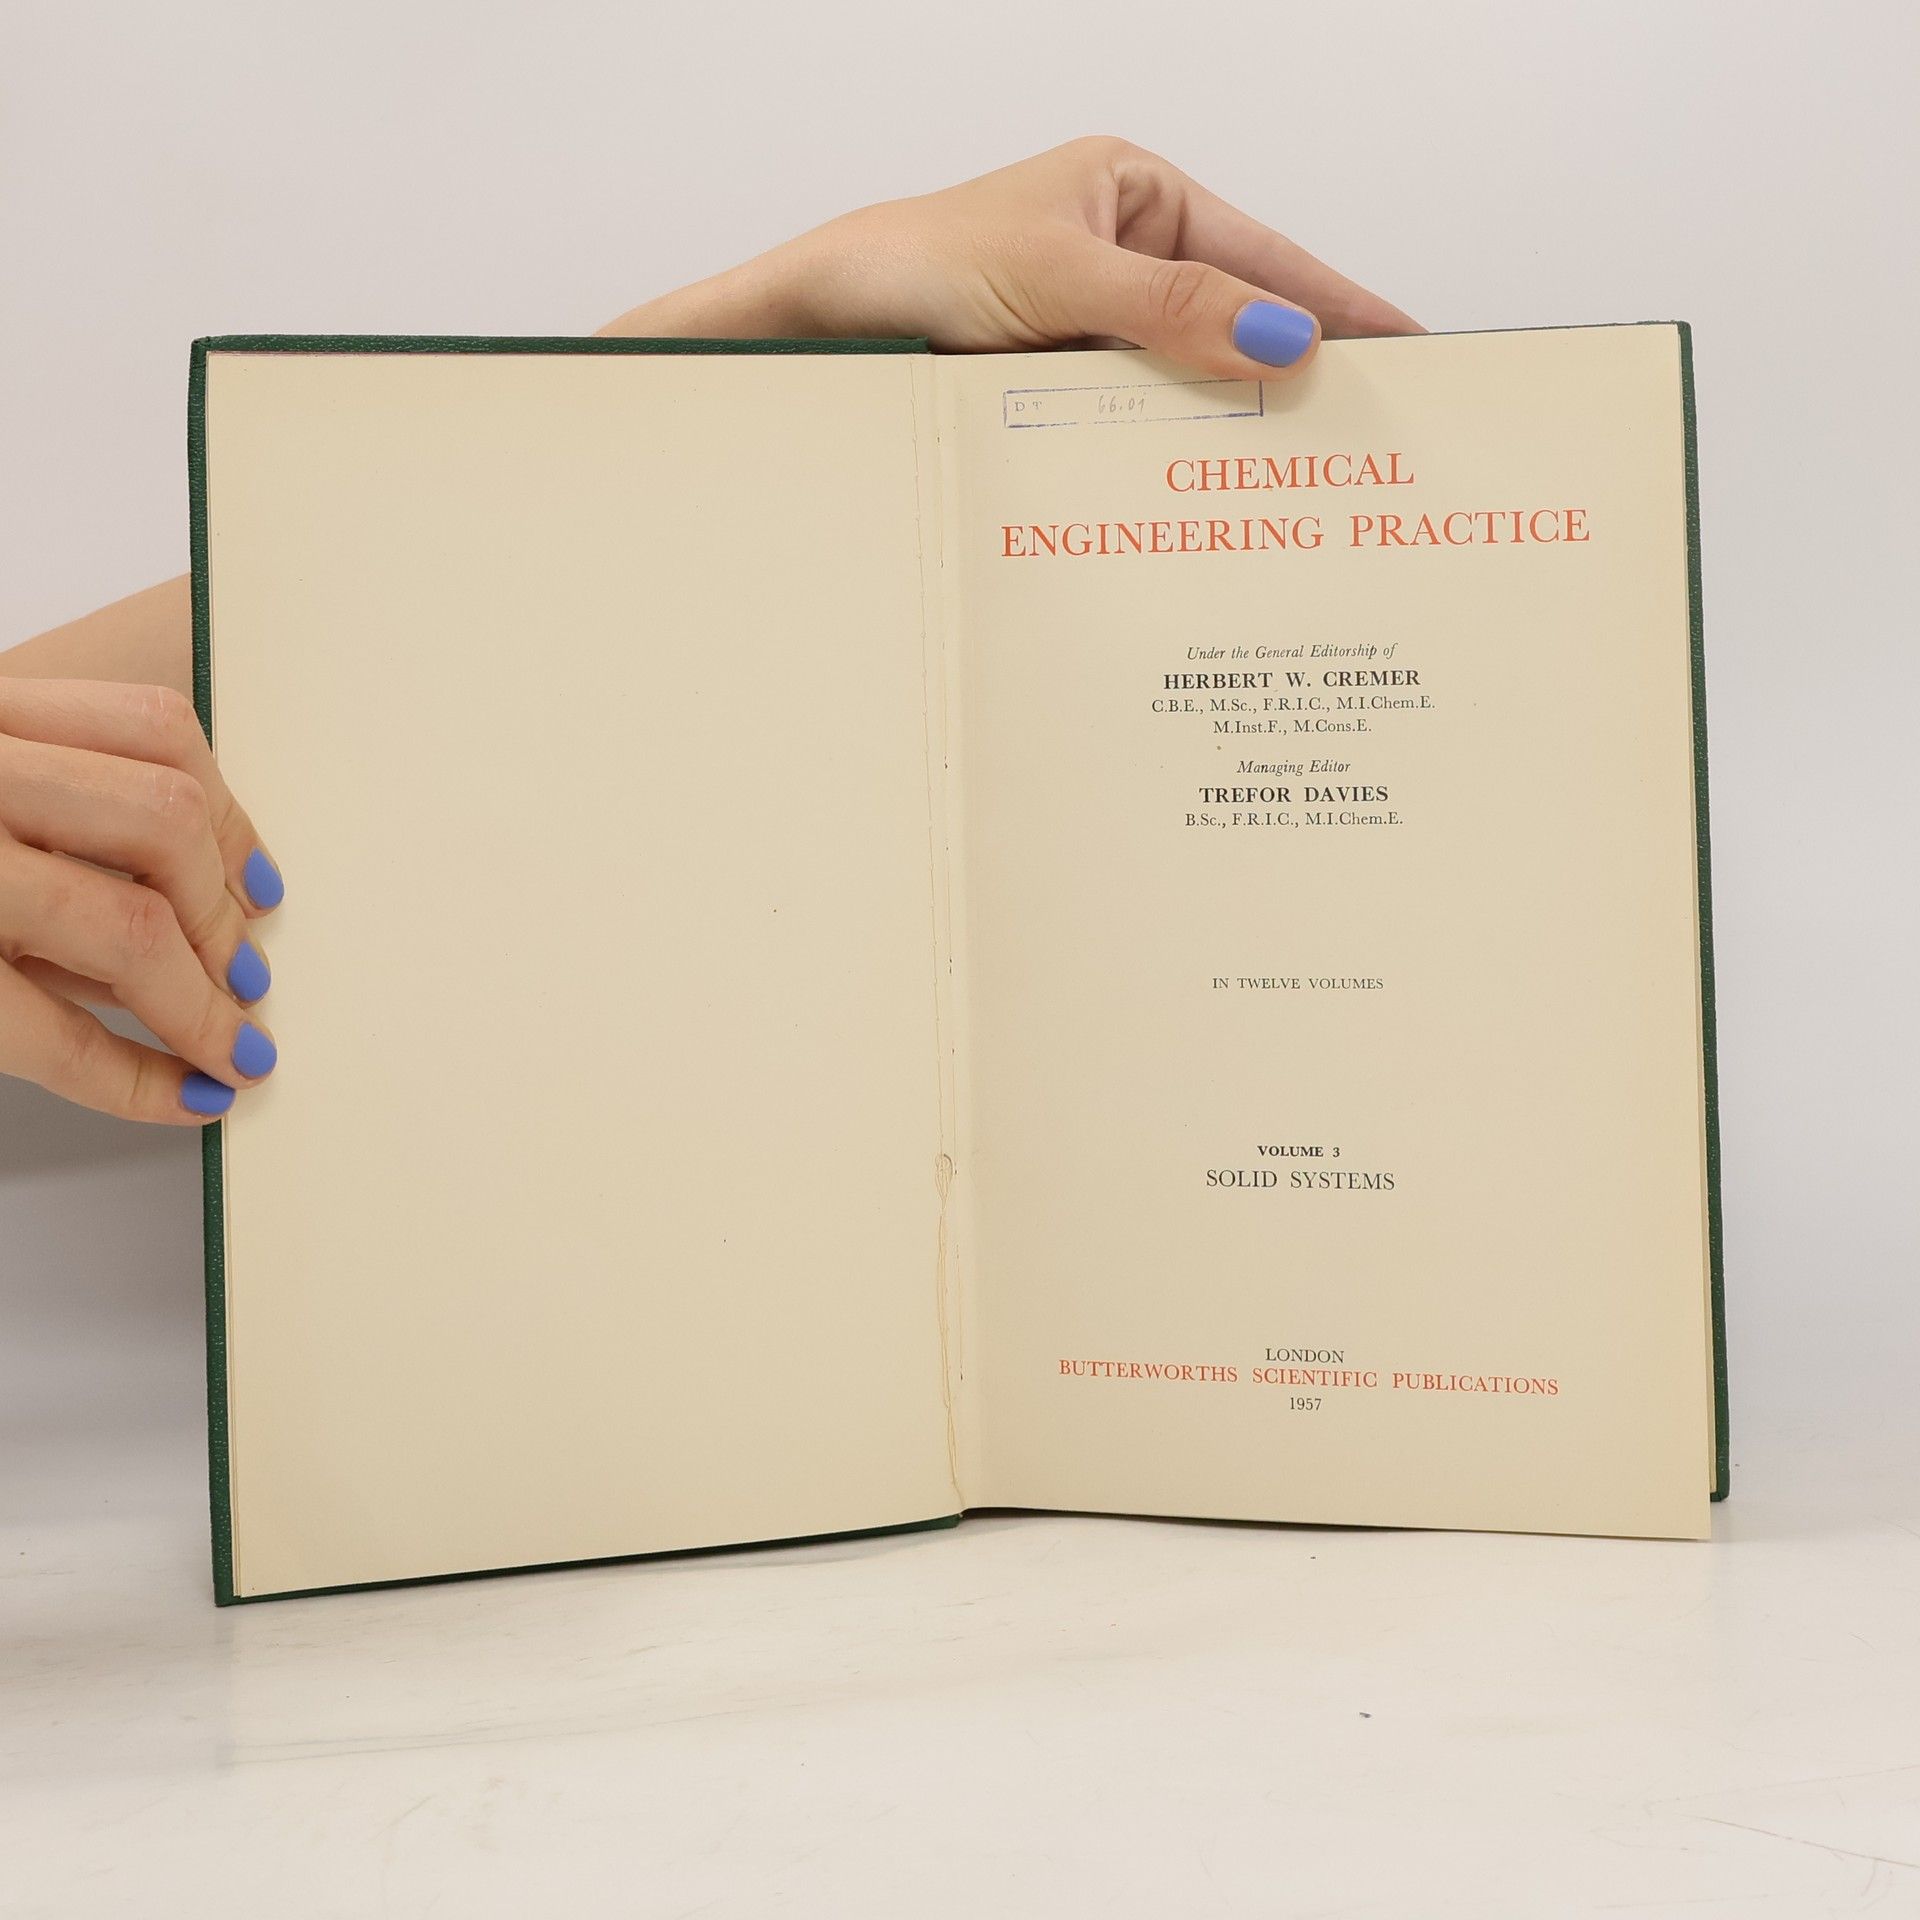 DT 66.01
CHEMICAL
ENGINEERING PRACTICE
Under the General Editorship of
HERBERT W. CREMER
C.B.E., M.Sc., F.R.I.C., M.I.Chem.E.
M.Inst.F., M.Cons.E.
Managing Editor
TREFOR DAVIES
B.Sc., F.R.I.C., M.I.Chem.E.
IN TWELVE VOLUMES
VOLUME 3
SOLID SYSTEMS
LONDON
BUTTERWORTHS SCIENTIFIC PUBLICATIONS
1957